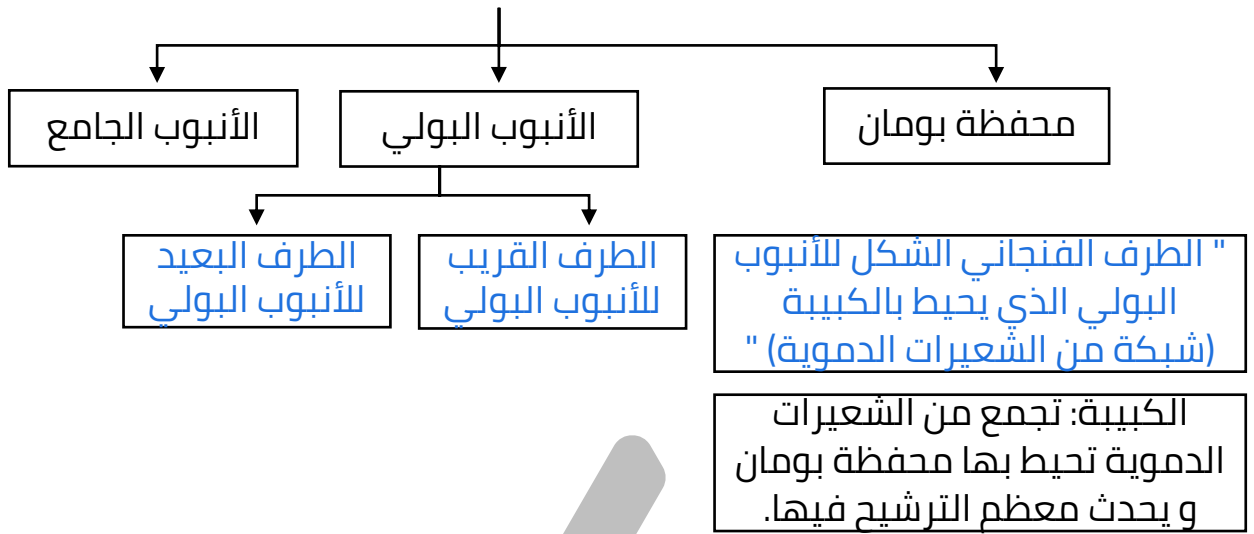 محفظة بومان
الأنبوب البولي
الأنبوب الجامع
الطرف القريب
للأنبوب البولي
الطرف البعيد
للأنبوب البولي
" الطرف الفنجاني الشكل للأنبوب
البولي الذي يحيط بالكبيبة
(شبكة من الشعيرات الدموية) "
الكبيبة: تجمع من الشعيرات
الدموية تحيط بها محفظة بومان
و يحدث معظم الترشيح فيها.